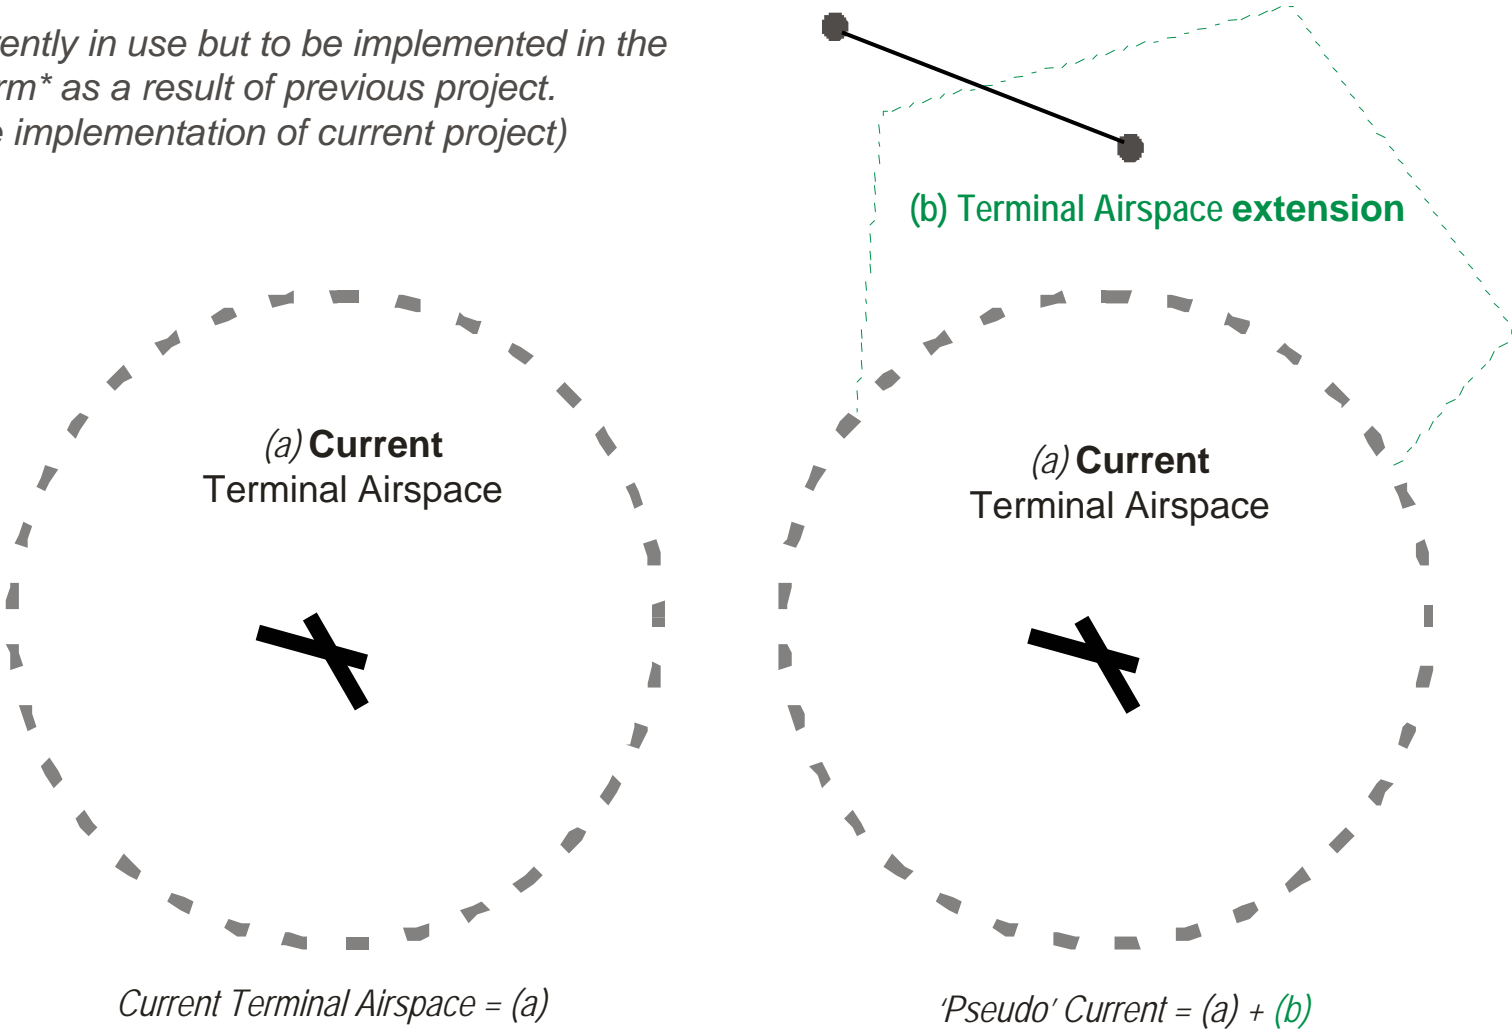 rently in use but to be implemented in the
rm* as a result of previous project.
e implementation of current project)
(b) Terminal Airspace extension
(a) Current
Terminal Airspace
(a) Current
Terminal Airspace
Current Terminal Airspace = (a)
‘Pseudo’ Current = (a) + (b)